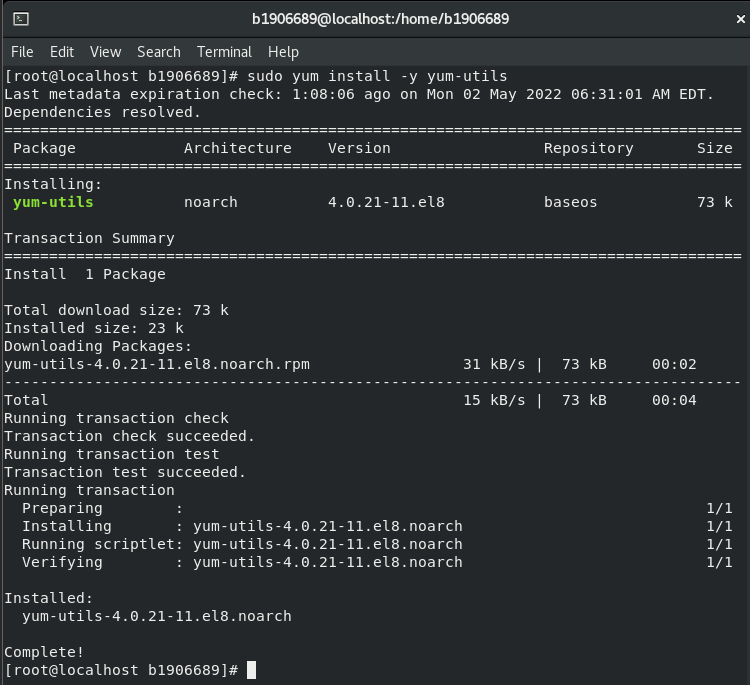 b1906689@localhost:/home/b1906689
File Edit View Search Terminal Help
[root@localhost b1906689]# sudo yum install -y yum-utils
Last metadata expiration check: 1:08:06 ago on Mon 02 May 2022 06:31:01 AM EDT.
Dependencies resolved.
================================================================================
 Package            Architecture    Version                 Repository       Size
================================================================================
Installing:
 yum-utils          noarch          4.0.21-11.el8           baseos           73 k
Transaction Summary
================================================================================
Install  1 Package
Total download size: 73 k
Installed size: 23 k
Downloading Packages:
yum-utils-4.0.21-11.el8.noarch.rpm                 31 kB/s |  73 kB     00:02
--------------------------------------------------------------------------------
Total                                              15 kB/s |  73 kB     00:04
Running transaction check
Transaction check succeeded.
Running transaction test
Transaction test succeeded.
Running transaction
  Preparing        :                                                          1/1
  Installing       : yum-utils-4.0.21-11.el8.noarch                           1/1
  Running scriptlet: yum-utils-4.0.21-11.el8.noarch                           1/1
  Verifying        : yum-utils-4.0.21-11.el8.noarch                           1/1
Installed:
  yum-utils-4.0.21-11.el8.noarch
Complete!
[root@localhost b1906689]#